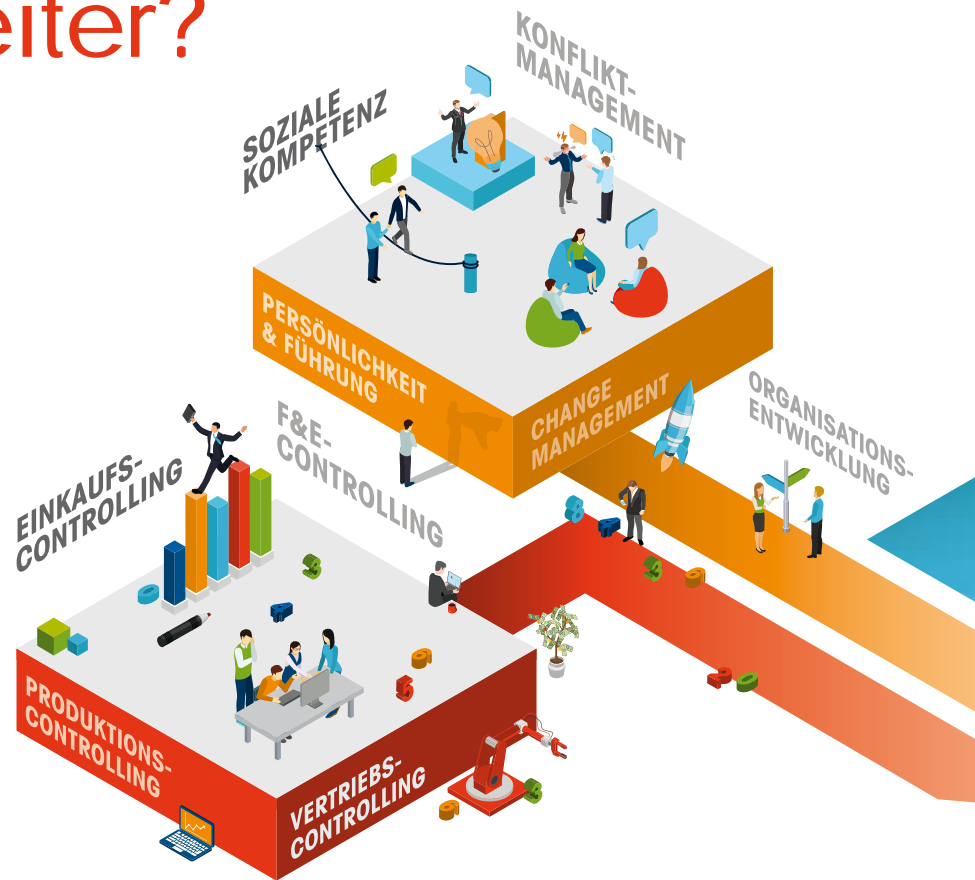 eiter?
KONFLIKT-
MANAGEMENT
SOZIALE
KOMPETENZ
PERSÖNLICHKEIT
& FÜHRUNG
CHANGE
MANAGEMENT
ORGANISATIONS-
ENTWICKLUNG
F&E-
CONTROLLING
EINKAUFS-
CONTROLLING
PRODUKTIONS-
CONTROLLING
VERTRIEBS-
CONTROLLING